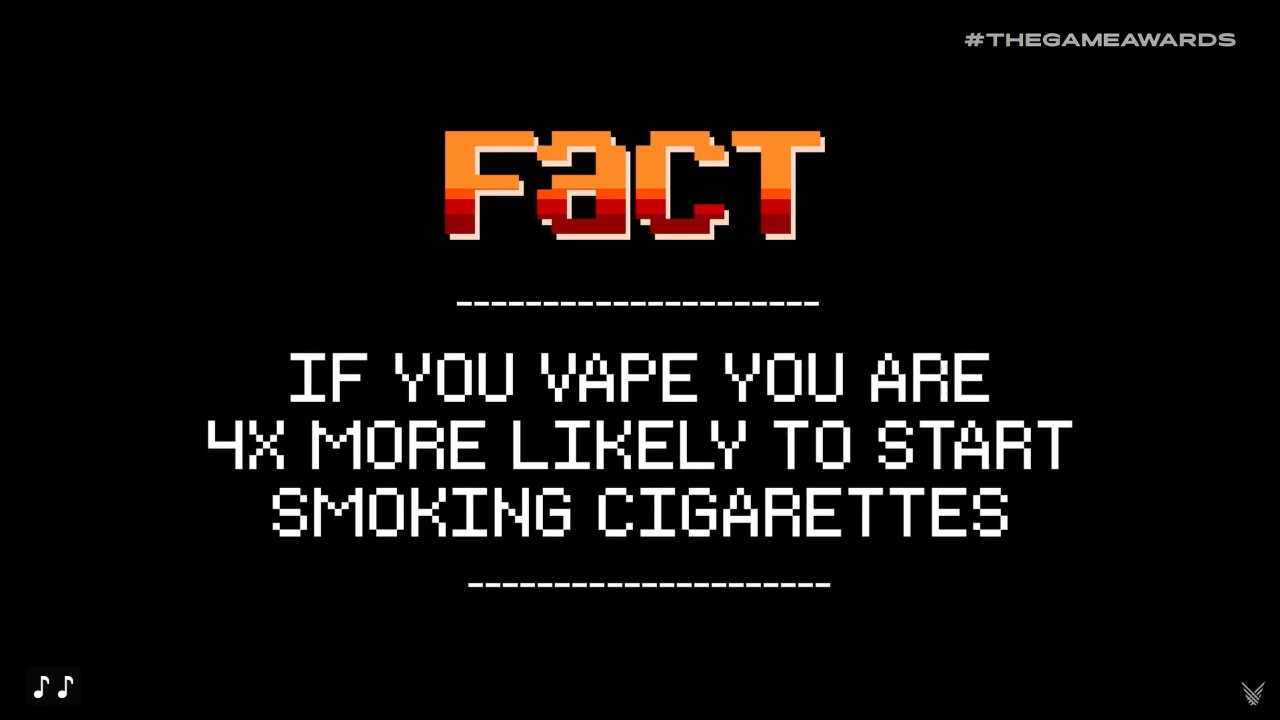 #THEGAMEAWARDS
FaCT
--------------------
IF YOU VAPE YOU ARE
4X MORE LIKELY TO START
SMOKING CIGARETTES
--------------------
♪ ♪